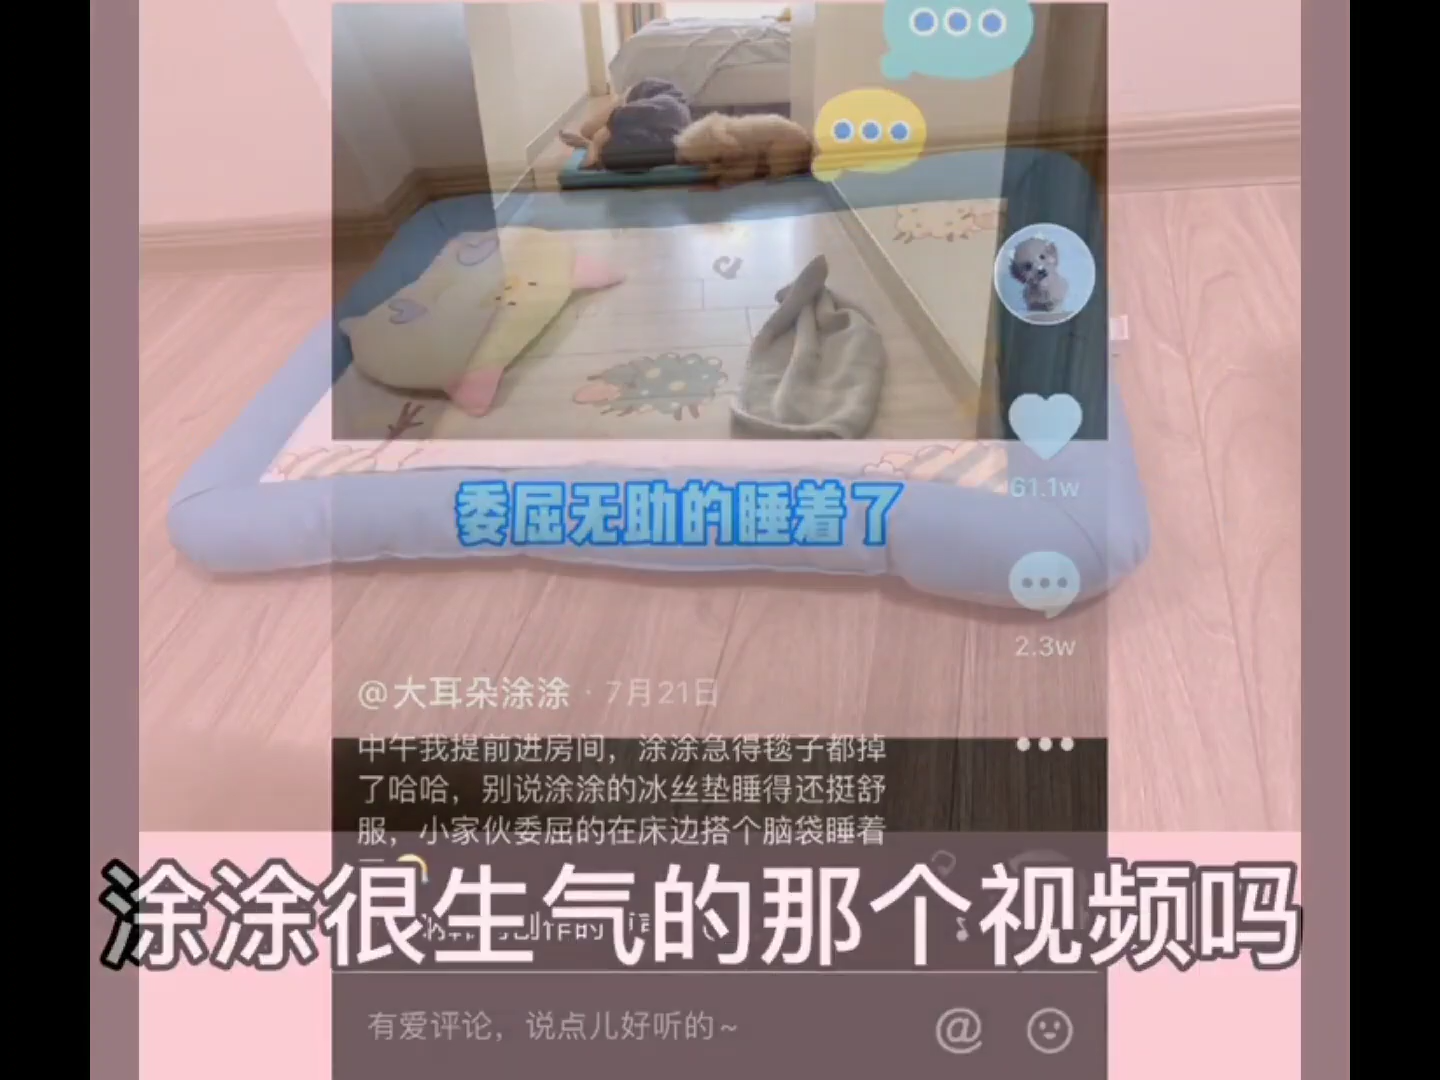 委屈无助的睡着了
61.1w
2.3w
@大耳朵涂涂 · 7月21日
中午我提前进房间，涂涂急得毯子都掉
了哈哈，别说涂涂的冰丝垫睡得还挺舒
服，小家伙委屈的在床边搭个脑袋睡着
涂涂很生气的那个视频吗
有爱评论，说点儿好听的~